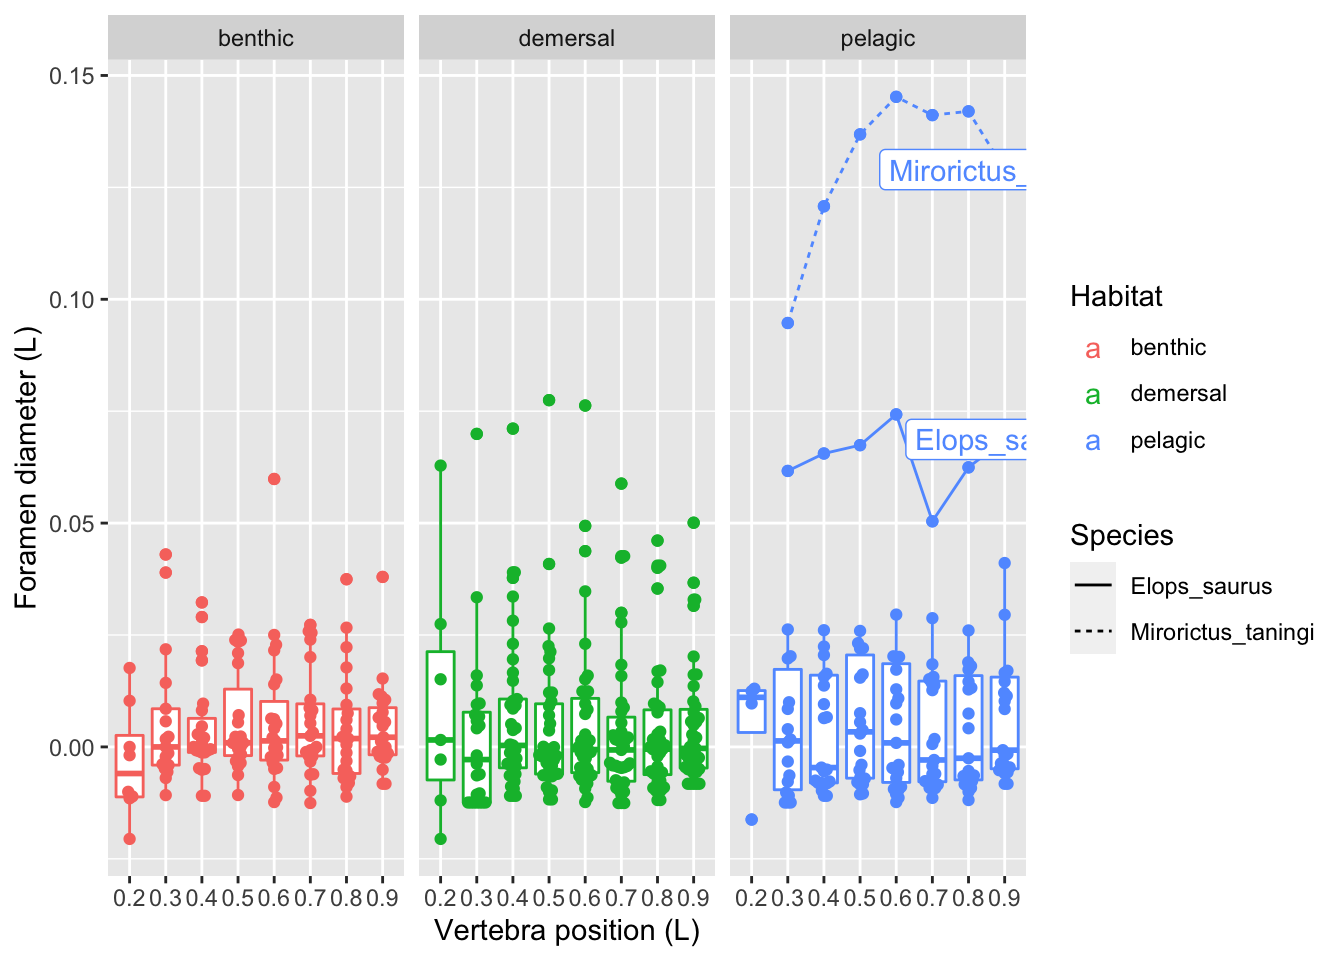 benthic demersal pelagic
0.15
0.10
0.05
0.00
Foramen diameter (L)
Mirorictus_
Elops_sa
0.2 0.3 0.4 0.5 0.6 0.7 0.8 0.9 0.2 0.3 0.4 0.5 0.6 0.7 0.8 0.9 0.2 0.3 0.4 0.5 0.6 0.7 0.8 0.9
Vertebra position (L)
Habitat
a benthic
a demersal
a pelagic
Species
Elops_saurus
Mirorictus_taningi